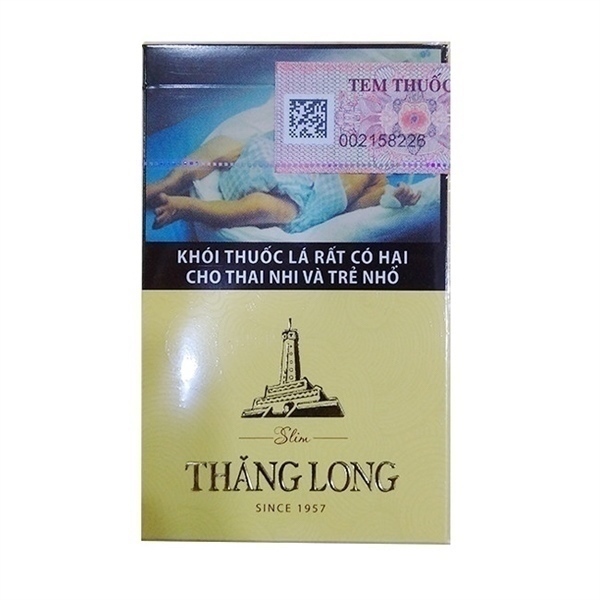 TEM THUỐC
002158226
KHÓI THUỐC LÁ RẤT CÓ HẠI
CHO THAI NHI VÀ TRẺ NHỎ
Slim
THĂNG LONG
SINCE 1957